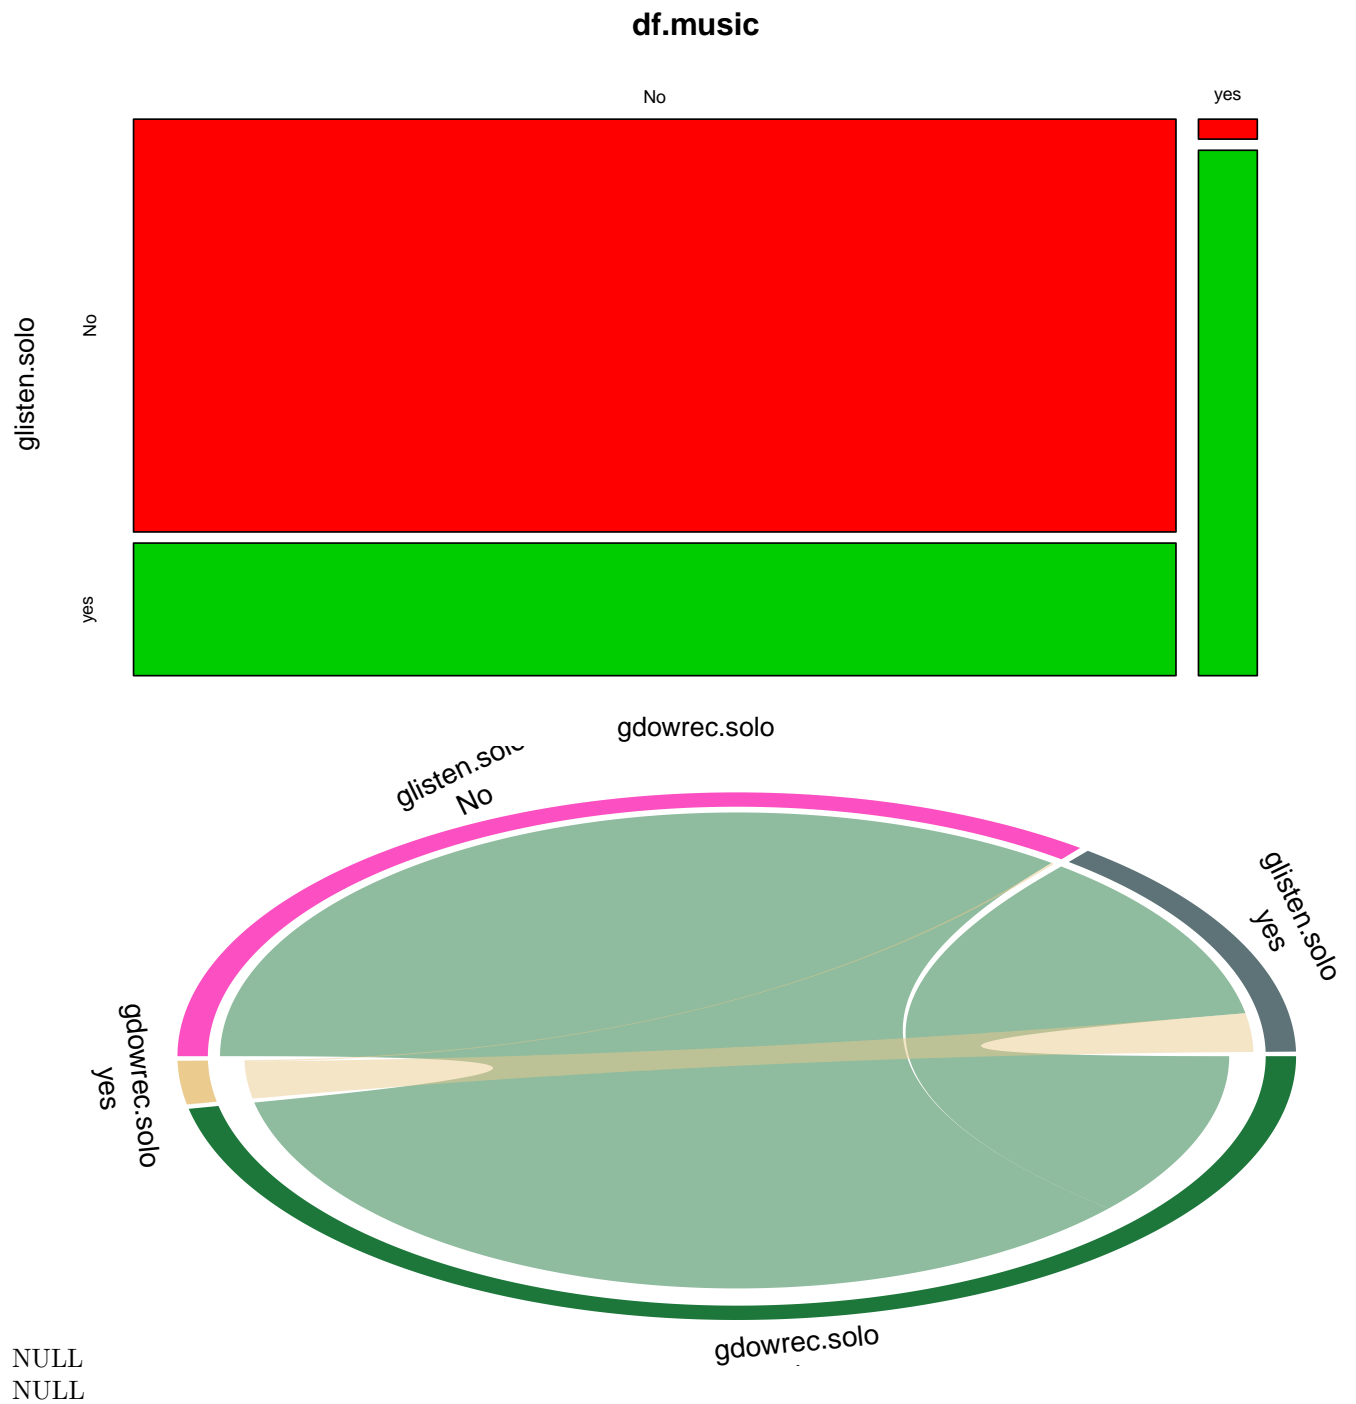 df.music
No
yes
glisten.solo
No
yes
gdowrec.solo
glisten.solo
No
glisten.solo
yes
gdowrec.solo
yes
gdowrec.solo
NULL
NULL